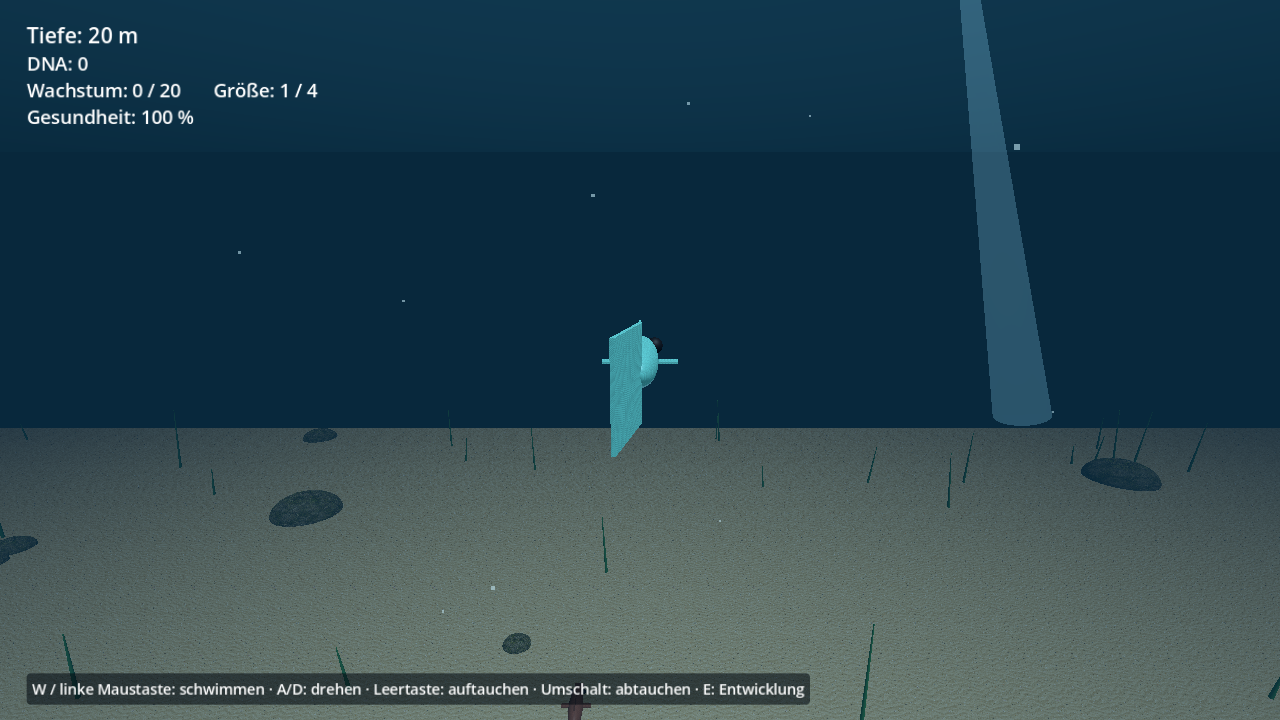 Tiefe: 20 m
DNA: 0
Wachstum: 0 / 20 Größe: 1 / 4
Gesundheit: 100 %
W / linke Maustaste: schwimmen · A/D: drehen · Leertaste: auftauchen · Umschalt: abtauchen · E: Entwicklung